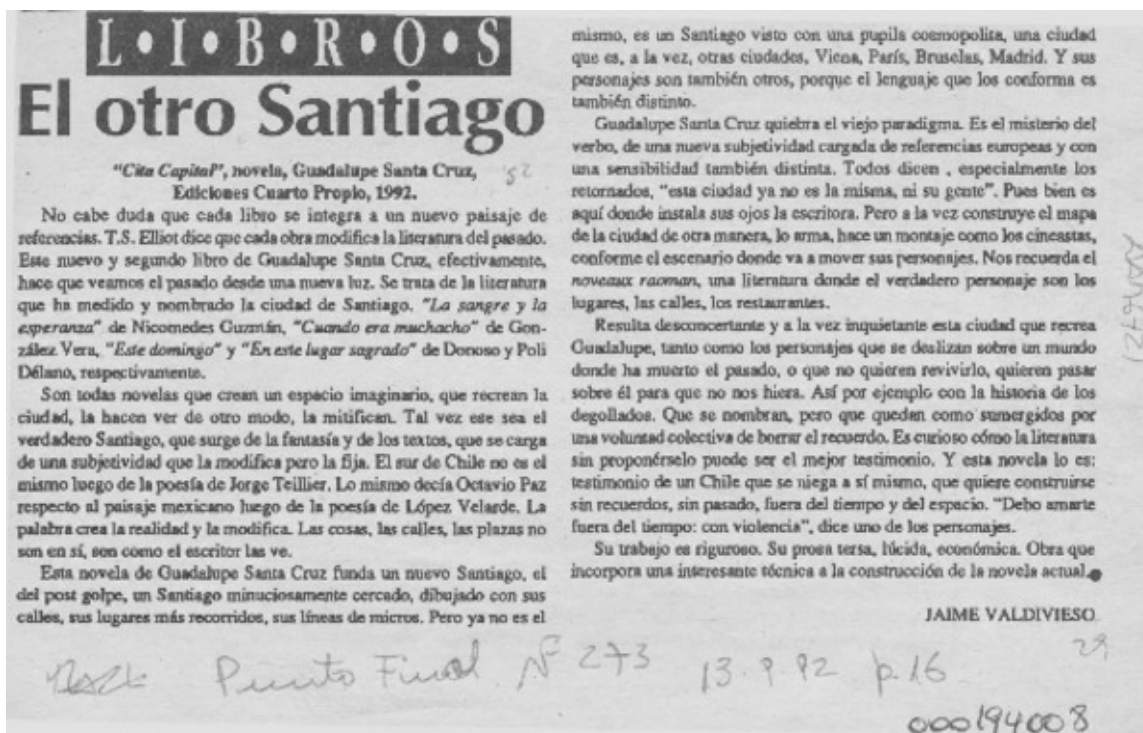 L•I•B•R•O•S
El otro Santiago
"Cita Capital", novela, Guadalupe Santa Cruz,
Ediciones Cuarto Propio, 1992.
No cabe duda que cada libro se integra a un nuevo paisaje de
referencias. T.S. Elliot dice que cada obra modifica la literatura del pasado.
Este nuevo y segundo libro de Guadalupe Santa Cruz, efectivamente,
hace que veamos el pasado desde una nueva luz. Se trata de la literatura
que ha medido y nombrado la ciudad de Santiago. "La sangre y la
esperanza" de Nicomedes Guzmán, "Cuando era muchacho" de Gon-
zález Vera, "Este domingo" y "En este lugar sagrado" de Donoso y Poli
Délano, respectivamente.
Son todas novelas que crean un espacio imaginario, que recrean la
ciudad, la hacen ver de otro modo, la mitifican. Tal vez ese sea el
verdadero Santiago, que surge de la fantasía y de los textos, que se carga
de una subjetividad que la modifica pero la fija. El sur de Chile no es el
mismo luego de la poesía de Jorge Teillier. Lo mismo decía Octavio Paz
respecto al paisaje mexicano luego de la poesía de López Velarde. La
palabra crea la realidad y la modifica. Las cosas, las calles, las plazas no
son en sí, son como el escritor las ve.
Esta novela de Guadalupe Santa Cruz funda un nuevo Santiago, el
del post golpe, un Santiago minuciosamente cercado, dibujado con sus
calles, sus lugares más recorridos, sus líneas de micros. Pero ya no es el
mismo, es un Santiago visto con una pupila cosmopolita, una ciudad
que es, a la vez, otras ciudades, Viena, París, Bruselas, Madrid. Y sus
personajes son también otros, porque el lenguaje que los conforma es
también distinto.
Guadalupe Santa Cruz quiebra el viejo paradigma. Es el misterio del
verbo, de una nueva subjetividad cargada de referencias europeas y con
una sensibilidad también distinta. Todos dicen , especialmente los
retornados, "esta ciudad ya no es la misma, ni su gente". Pues bien es
aquí donde instala sus ojos la escritora. Pero a la vez construye el mapa
de la ciudad de otra manera, lo arma, hace un montaje como los cineastas,
conforme el escenario donde va a mover sus personajes. Nos recuerda el
noveaux raoman, una literatura donde el verdadero personaje son los
lugares, las calles, los restaurantes.
Resulta desconcertante y a la vez inquietante esta ciudad que recrea
Guadalupe, tanto como los personajes que se deslizan sobre un mundo
donde ha muerto el pasado, o que no quieren revivirlo, quieren pasar
sobre él para que no nos hiera. Así por ejemplo con la historia de los
degollados. Que se nombran, pero que quedan como sumergidos por
una voluntad colectiva de borrar el recuerdo. Es curioso cómo la literatura
sin proponérselo puede ser el mejor testimonio. Y esta novela lo es:
testimonio de un Chile que se niega a sí mismo, que quiere construirse
sin recuerdos, sin pasado, fuera del tiempo y del espacio. "Debo amarte
fuera del tiempo: con violencia", dice uno de los personajes.
Su trabajo es riguroso. Su prosa tersa, lúcida, económica. Obra que
incorpora una interesante técnica a la construcción de la novela actual.
JAIME VALDIVIESO
Punto Final Nº 273 13.9.92 p.16
29
000194008